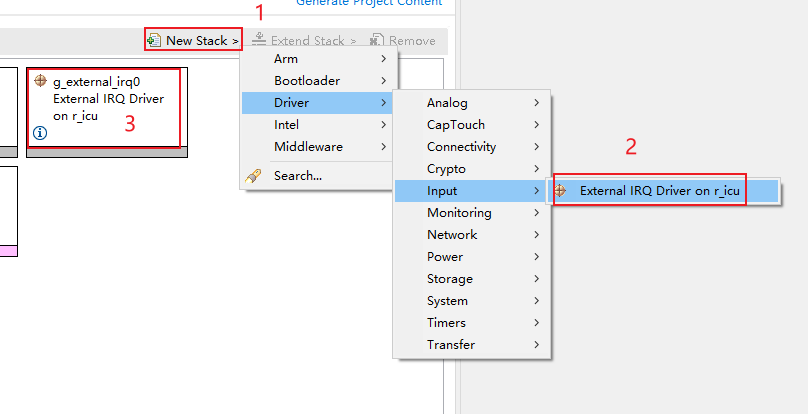 Generate Project Content
1
New Stack >
Extend Stack >
Remove
g_external_irq0
External IRQ Driver
on r_icu
3
Arm
Bootloader
Driver
Intel
Middleware
Search...
Analog
CapTouch
Connectivity
Crypto
Input
Monitoring
Network
Power
Storage
System
Timers
Transfer
2
External IRQ Driver on r_icu